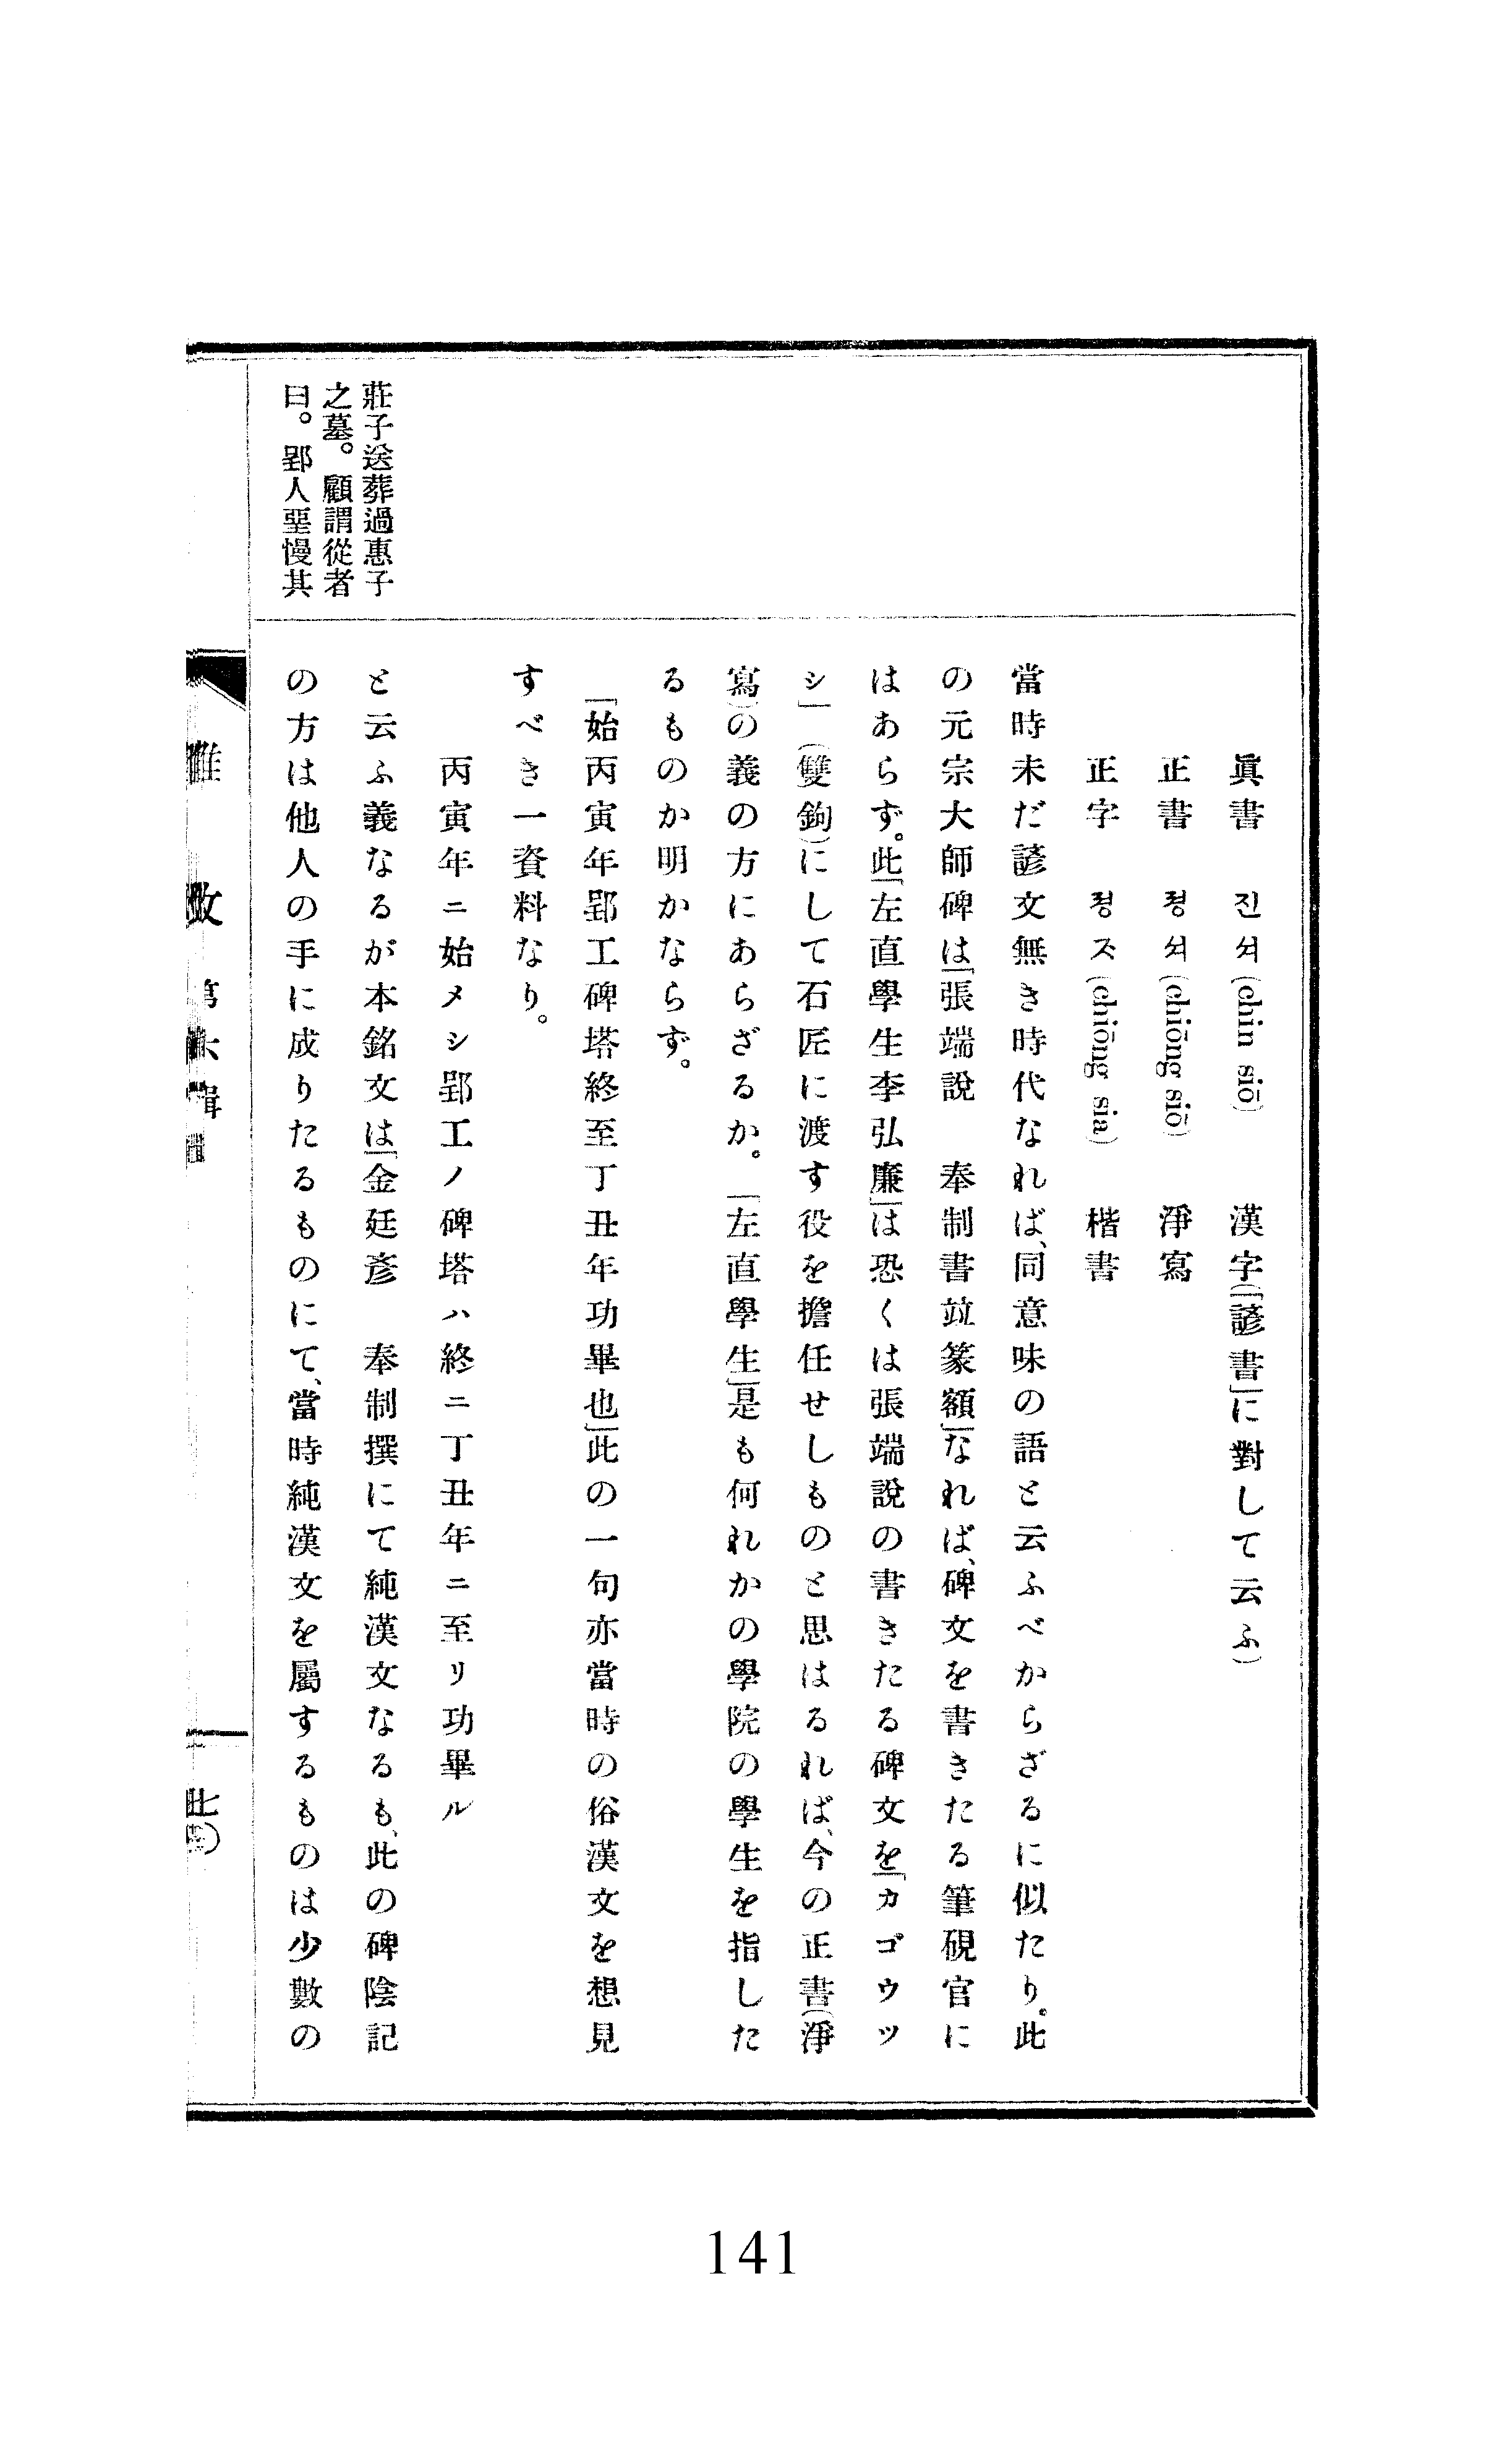 眞書　진셔(chin siō)　漢字(「諺書」に對して云ふ)
正書　졍셔(chiōng siō)　淨寫
正字　졍ᄌᆞ(chiōng sia)　楷書
當時未だ諺文無き時代なれば、同意味の語と云ふべからざるに似たり。此
の元宗大師碑は「張端說　奉制書竝篆額」なれば、碑文を書きたる筆硯官に
はあらず。此「左直學生李弘廉」は恐くは張端說の書きたる碑文を「カゴウツ
シ」(雙鉤)にして石匠に渡す役を擔任せしものと思はるれば、今の正書(淨
寫)の義の方にあらざるか。「左直學生」是も何れかの學院の學生を指した
るものか明かならず。
「始丙寅年郢工碑塔終至丁丑年功畢也」此の一句亦當時の俗漢文を想見
すべき一資料なり。
丙寅年ニ始メシ郢工ノ碑塔ハ終ニ丁丑年ニ至リ功畢ル
莊子送葬過惠子
之墓。顧謂從者
曰。郢人堊慢其
と云ふ義なるが本銘文は「金廷彥　奉制撰にて純漢文なるも、此の碑陰記
の方は他人の手に成りたるものにて、當時純漢文を屬するものは少數の
雜　攷　第六輯
141